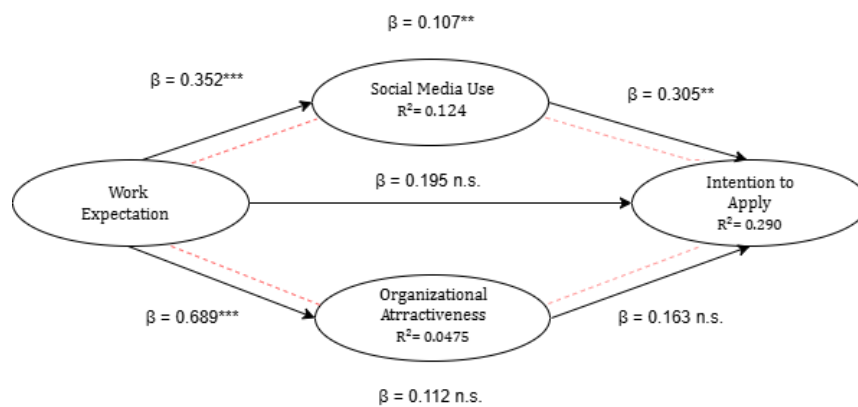 β = 0.107**
β = 0.352***
Social Media Use
R²= 0.124
β = 0.305**
Work
Expectation
β = 0.195 n.s.
Intention to
Apply
R²= 0.290
β = 0.689***
Organizational
Atrractiveness
R²= 0.0475
β = 0.163 n.s.
β = 0.112 n.s.